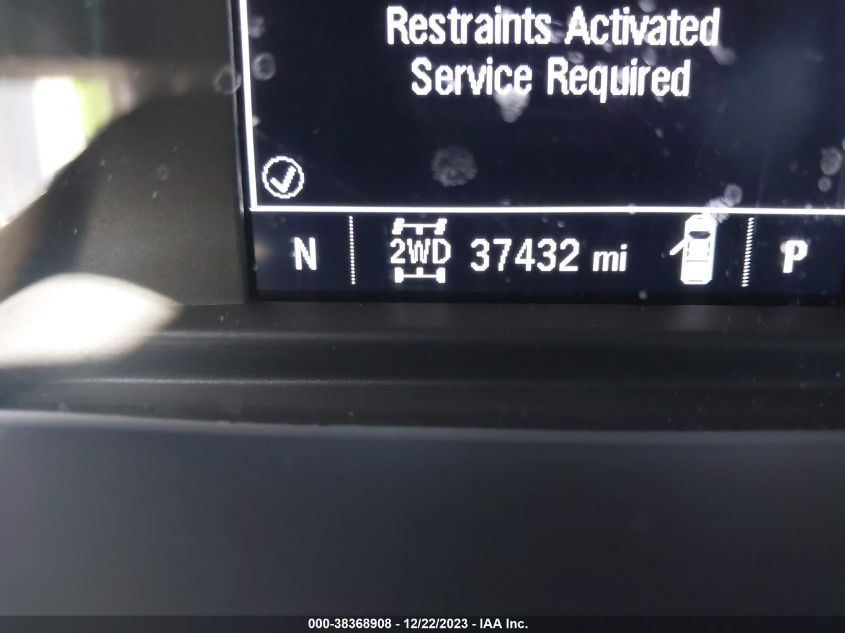 Restraints Activated
Service Required
N 2WD 37432 mi P
000-38368908 - 12/22/2023 - IAA Inc.